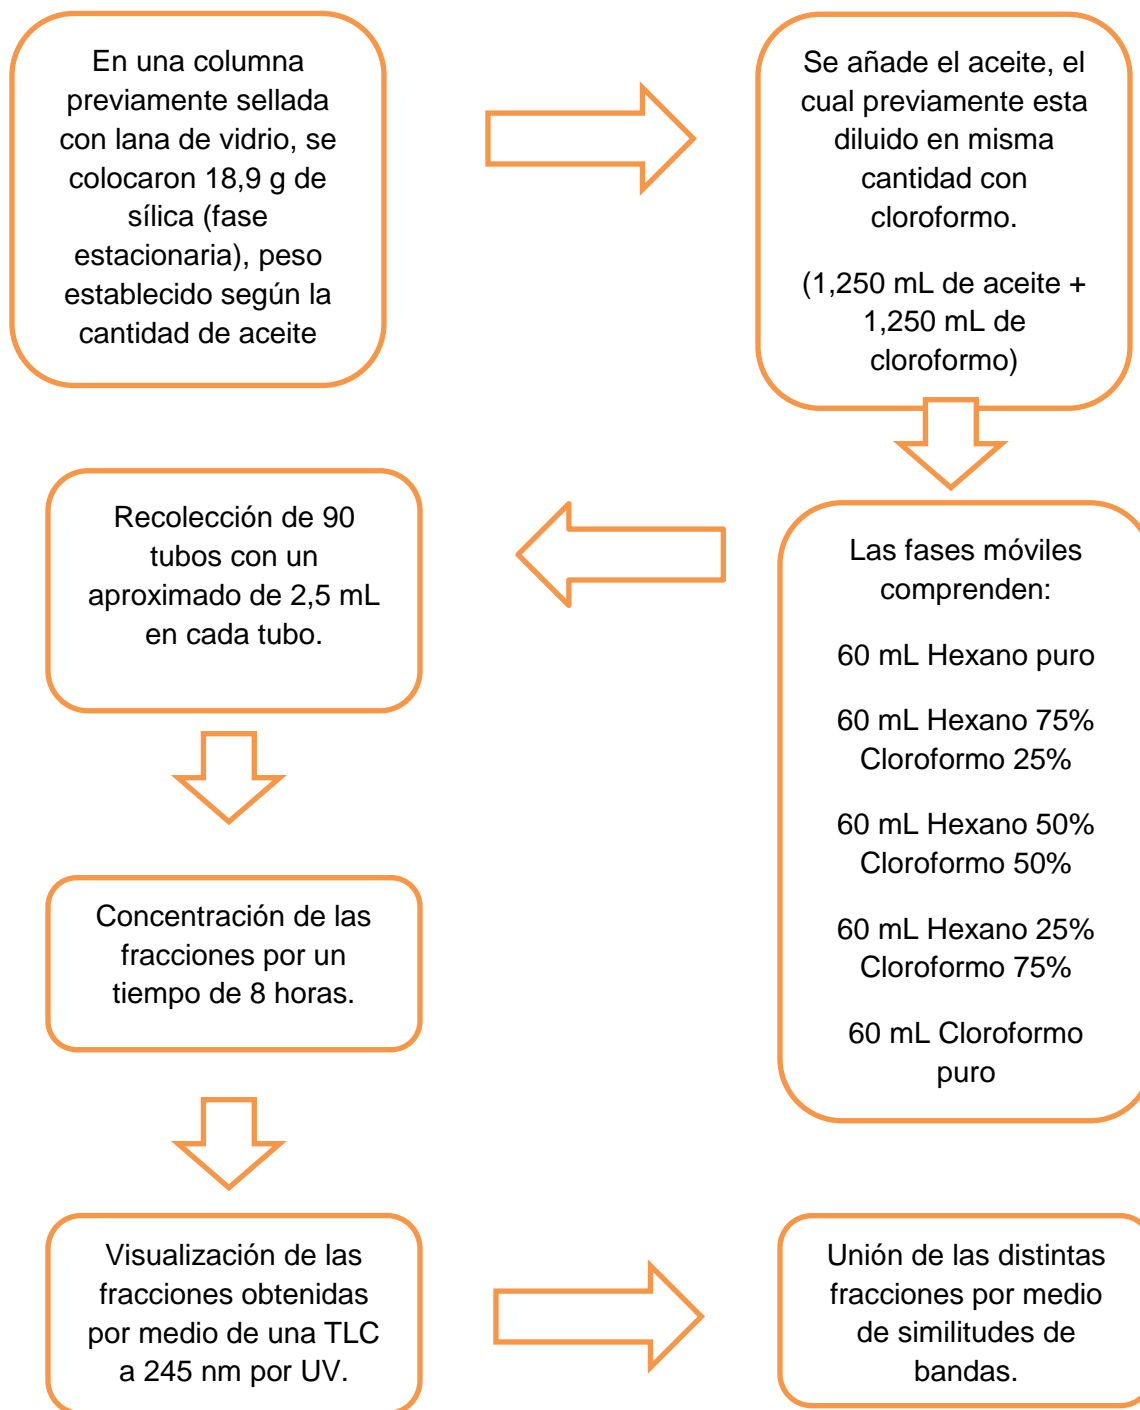 En una columna
previamente sellada
con lana de vidrio, se
colocaron 18,9 g de
sílica (fase
estacionaria), peso
establecido según la
cantidad de aceite
Se añade el aceite, el
cual previamente esta
diluido en misma
cantidad con
cloroformo.
(1,250 mL de aceite +
1,250 mL de
cloroformo)
Las fases móviles
comprenden:
60 mL Hexano puro
60 mL Hexano 75%
Cloroformo 25%
60 mL Hexano 50%
Cloroformo 50%
60 mL Hexano 25%
Cloroformo 75%
60 mL Cloroformo
puro
Recolección de 90
tubos con un
aproximado de 2,5 mL
en cada tubo.
Concentración de las
fracciones por un
tiempo de 8 horas.
Visualización de las
fracciones obtenidas
por medio de una TLC
a 245 nm por UV.
Unión de las distintas
fracciones por medio
de similitudes de
bandas.